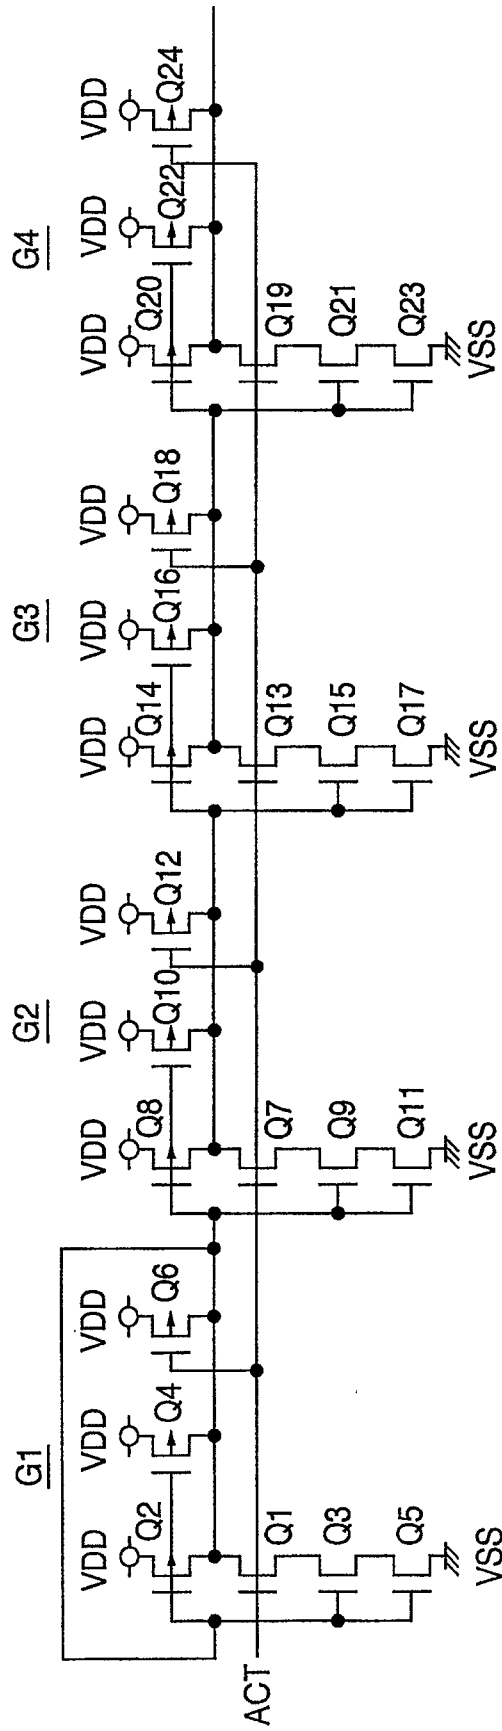 G1
G2
G3
G4
VDD
VDD
VDD
VDD
VDD
VDD
VDD
VDD
VDD
VDD
VDD
VDD
Q2
Q4
Q6
Q8
Q10
Q12
Q14
Q16
Q18
Q20
Q22
Q24
ACT
Q1
Q7
Q13
Q19
Q3
Q9
Q15
Q21
Q5
Q11
Q17
Q23
VSS
VSS
VSS
VSS